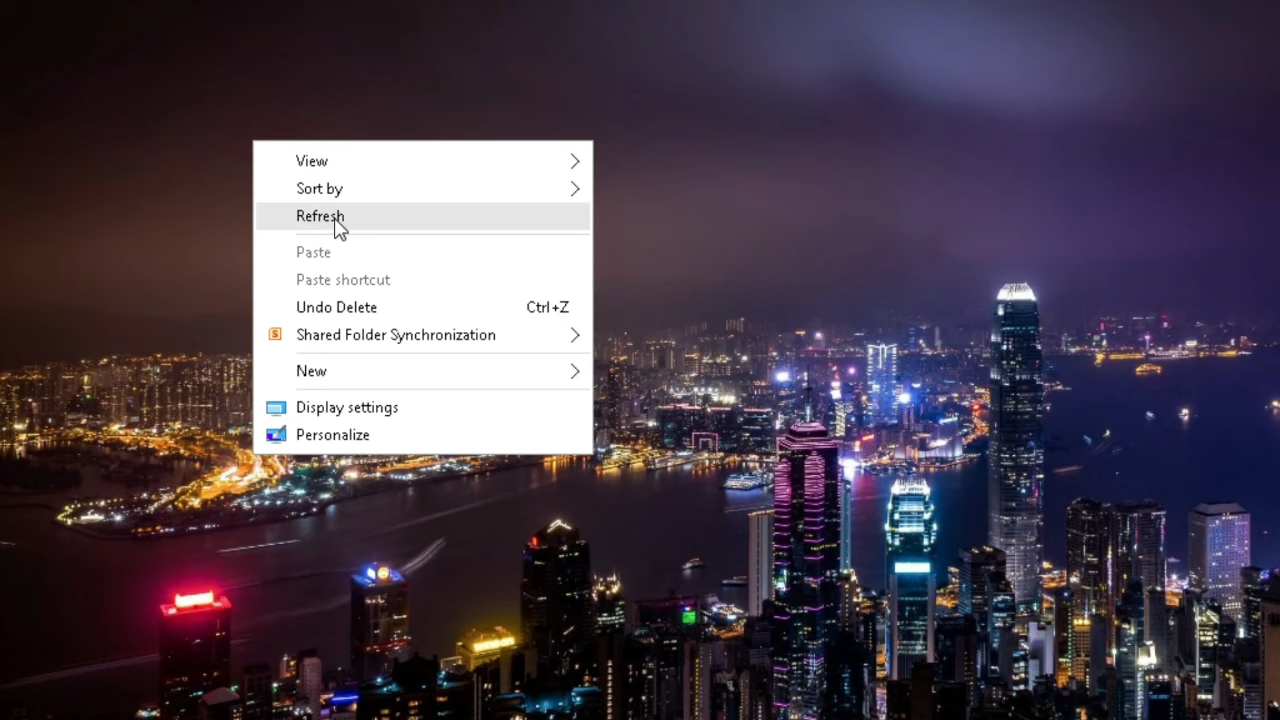 View
Sort by
Refresh
Paste
Paste shortcut
Undo Delete Ctrl+Z
Shared Folder Synchronization
New
Display settings
Personalize